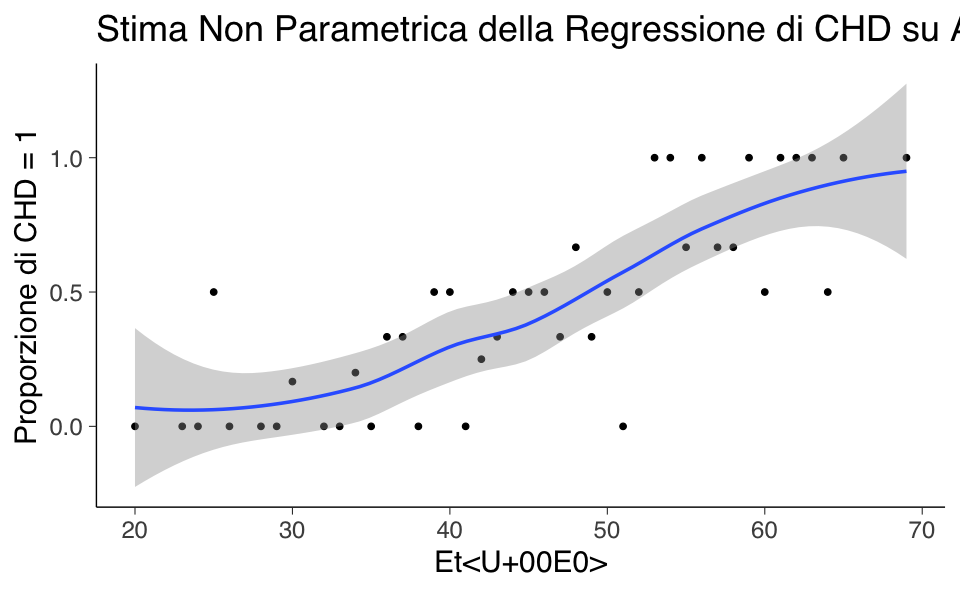 Stima Non Parametrica della Regressione di CHD su A
Proporzione di CHD = 1
1.0
0.5
0.0
20 30 40 50 60 70
Et<U+00E0>